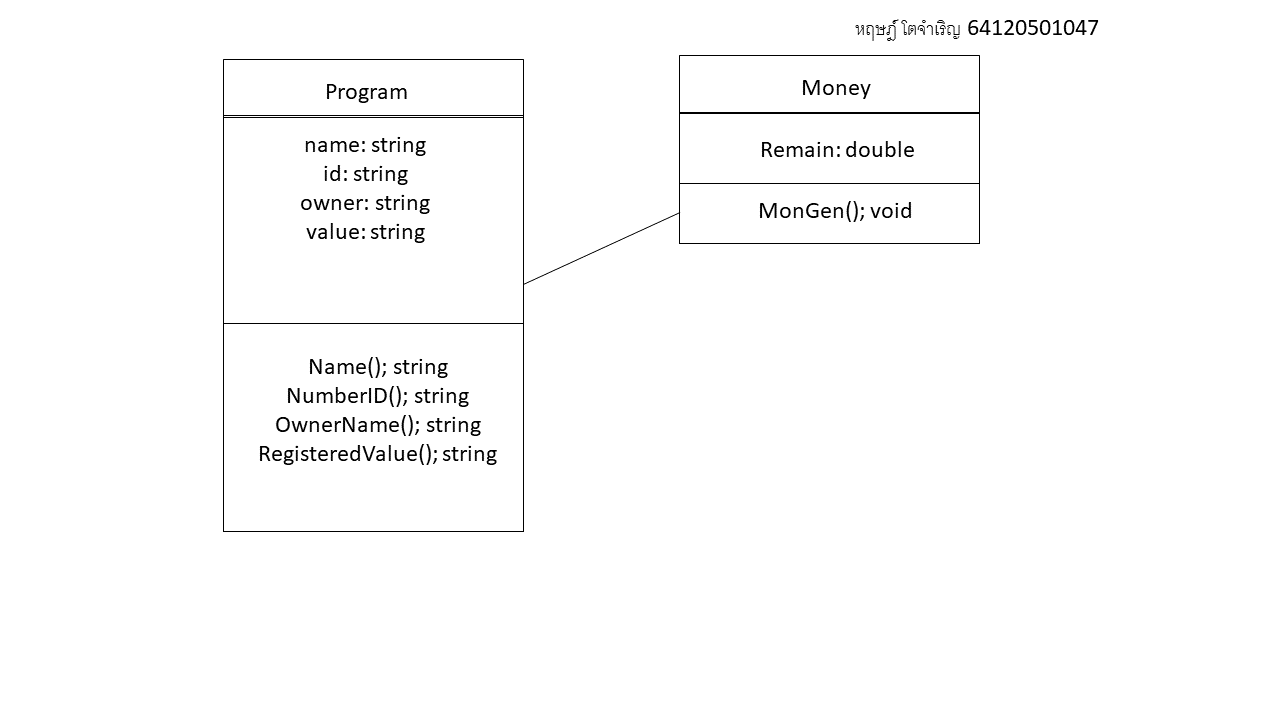 หฤษฎ์ โตจำเริญ 64120501047
Program
name: string
id: string
owner: string
value: string
Name(); string
NumberID(); string
OwnerName(); string
RegisteredValue(); string
Money
Remain: double
MonGen(); void